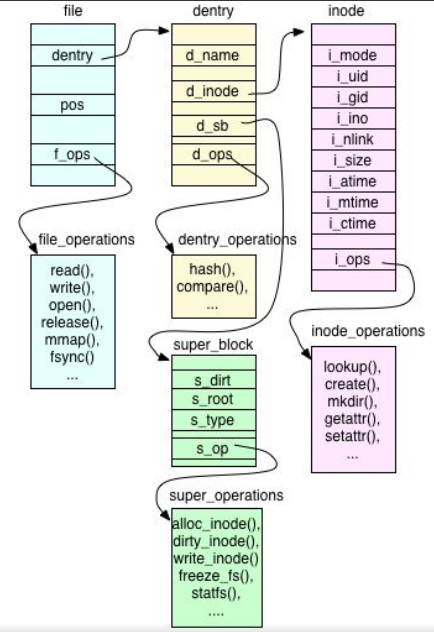 file
dentry
pos
f_ops
file_operations
read(),
write(),
open(),
release(),
mmap(),
fsync()
...
dentry
d_name
d_inode
d_sb
d_ops
dentry_operations
hash(),
compare(),
...
super_block
s_dirt
s_root
s_type
s_op
super_operations
alloc_inode(),
dirty_inode(),
write_inode()
freeze_fs(),
statfs(),
....
inode
i_mode
i_uid
i_gid
i_ino
i_nlink
i_size
i_atime
i_mtime
i_ctime
i_ops
inode_operations
lookup(),
create(),
mkdir(),
getattr(),
setattr(),
...